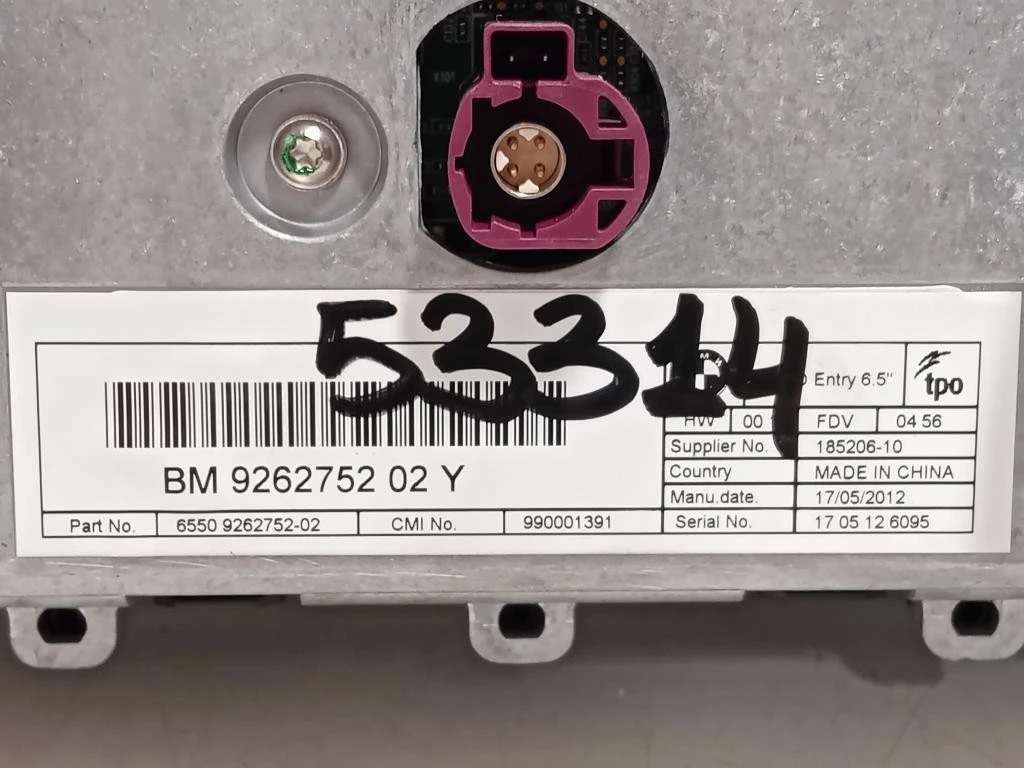 X101
53314
Entry 6.5"
tpo
HW 00 FDV 04 56
Supplier No. 185206-10
Country MADE IN CHINA
Manu.date. 17/05/2012
BM 9262752 02 Y
Part No. 6550 9262752-02 CMI No. 990001391 Serial No. 17 05 12 6095